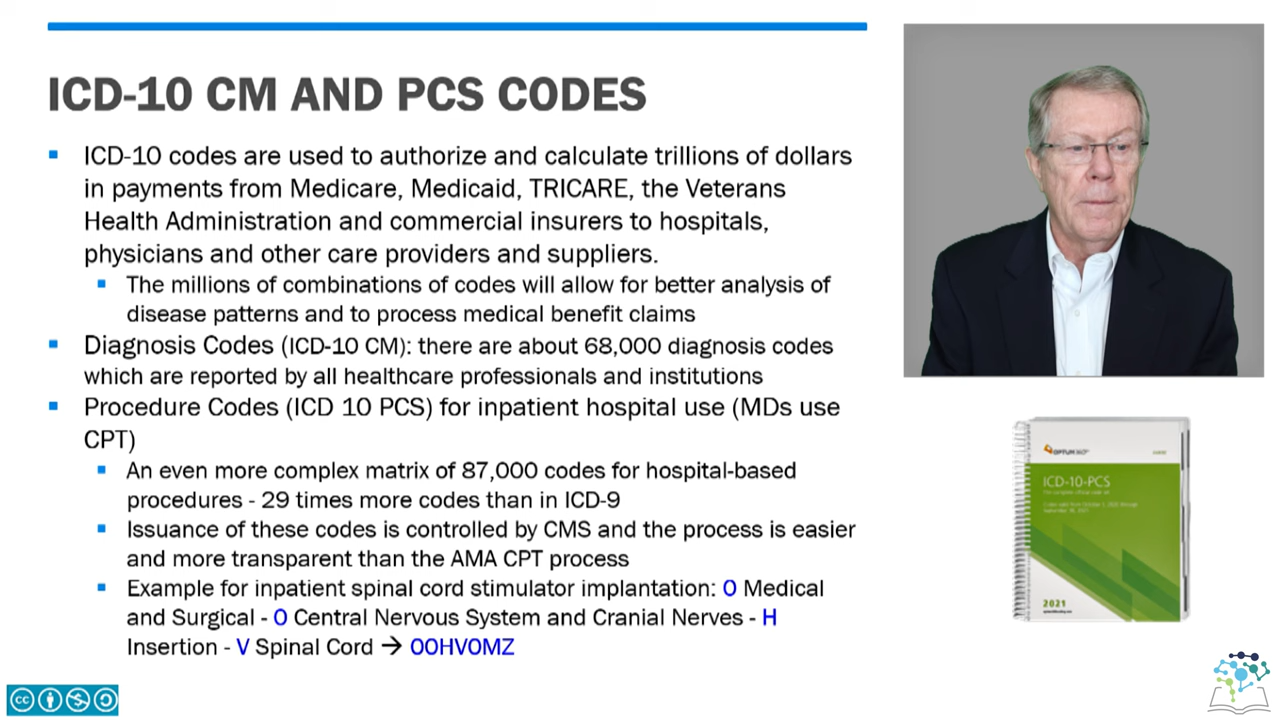 ICD-10 CM AND PCS CODES
ICD-10 codes are used to authorize and calculate trillions of dollars
in payments from Medicare, Medicaid, TRICARE, the Veterans
Health Administration and commercial insurers to hospitals,
physicians and other care providers and suppliers.
The millions of combinations of codes will allow for better analysis of
disease patterns and to process medical benefit claims
Diagnosis Codes (ICD-10 CM): there are about 68,000 diagnosis codes
which are reported by all healthcare professionals and institutions
Procedure Codes (ICD 10 PCS) for inpatient hospital use (MDs use
CPT)
An even more complex matrix of 87,000 codes for hospital-based
procedures - 29 times more codes than in ICD-9
Issuance of these codes is controlled by CMS and the process is easier
and more transparent than the AMA CPT process
Example for inpatient spinal cord stimulator implantation: 0 Medical
and Surgical - 0 Central Nervous System and Cranial Nerves - H
Insertion - V Spinal Cord → 00HV0MZ
OPTUM360
ICD-10-PCS
2021
cc